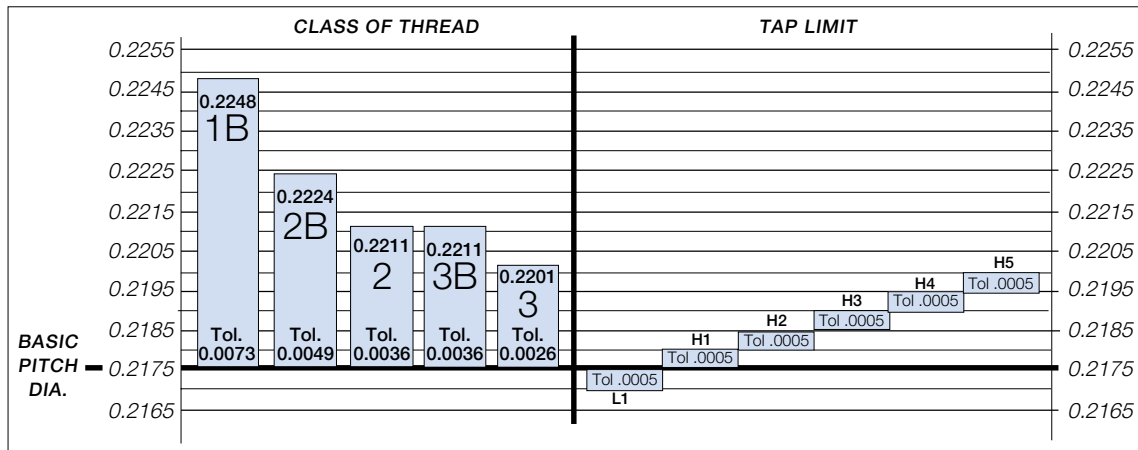 CLASS OF THREAD
TAP LIMIT
0.2255
0.2245
0.2235
0.2225
0.2215
0.2205
0.2195
0.2185
0.2175
0.2165
BASIC
PITCH
DIA.
0.2248
1B
Tol.
0.0073
0.2224
2B
Tol.
0.0049
0.2211
2
Tol.
0.0036
0.2211
3B
Tol.
0.0036
0.2201
3
Tol.
0.0026
Tol .0005
L1
H1
Tol .0005
H2
Tol .0005
H3
Tol .0005
H4
Tol .0005
H5
Tol .0005
0.2255
0.2245
0.2235
0.2225
0.2215
0.2205
0.2195
0.2185
0.2175
0.2165